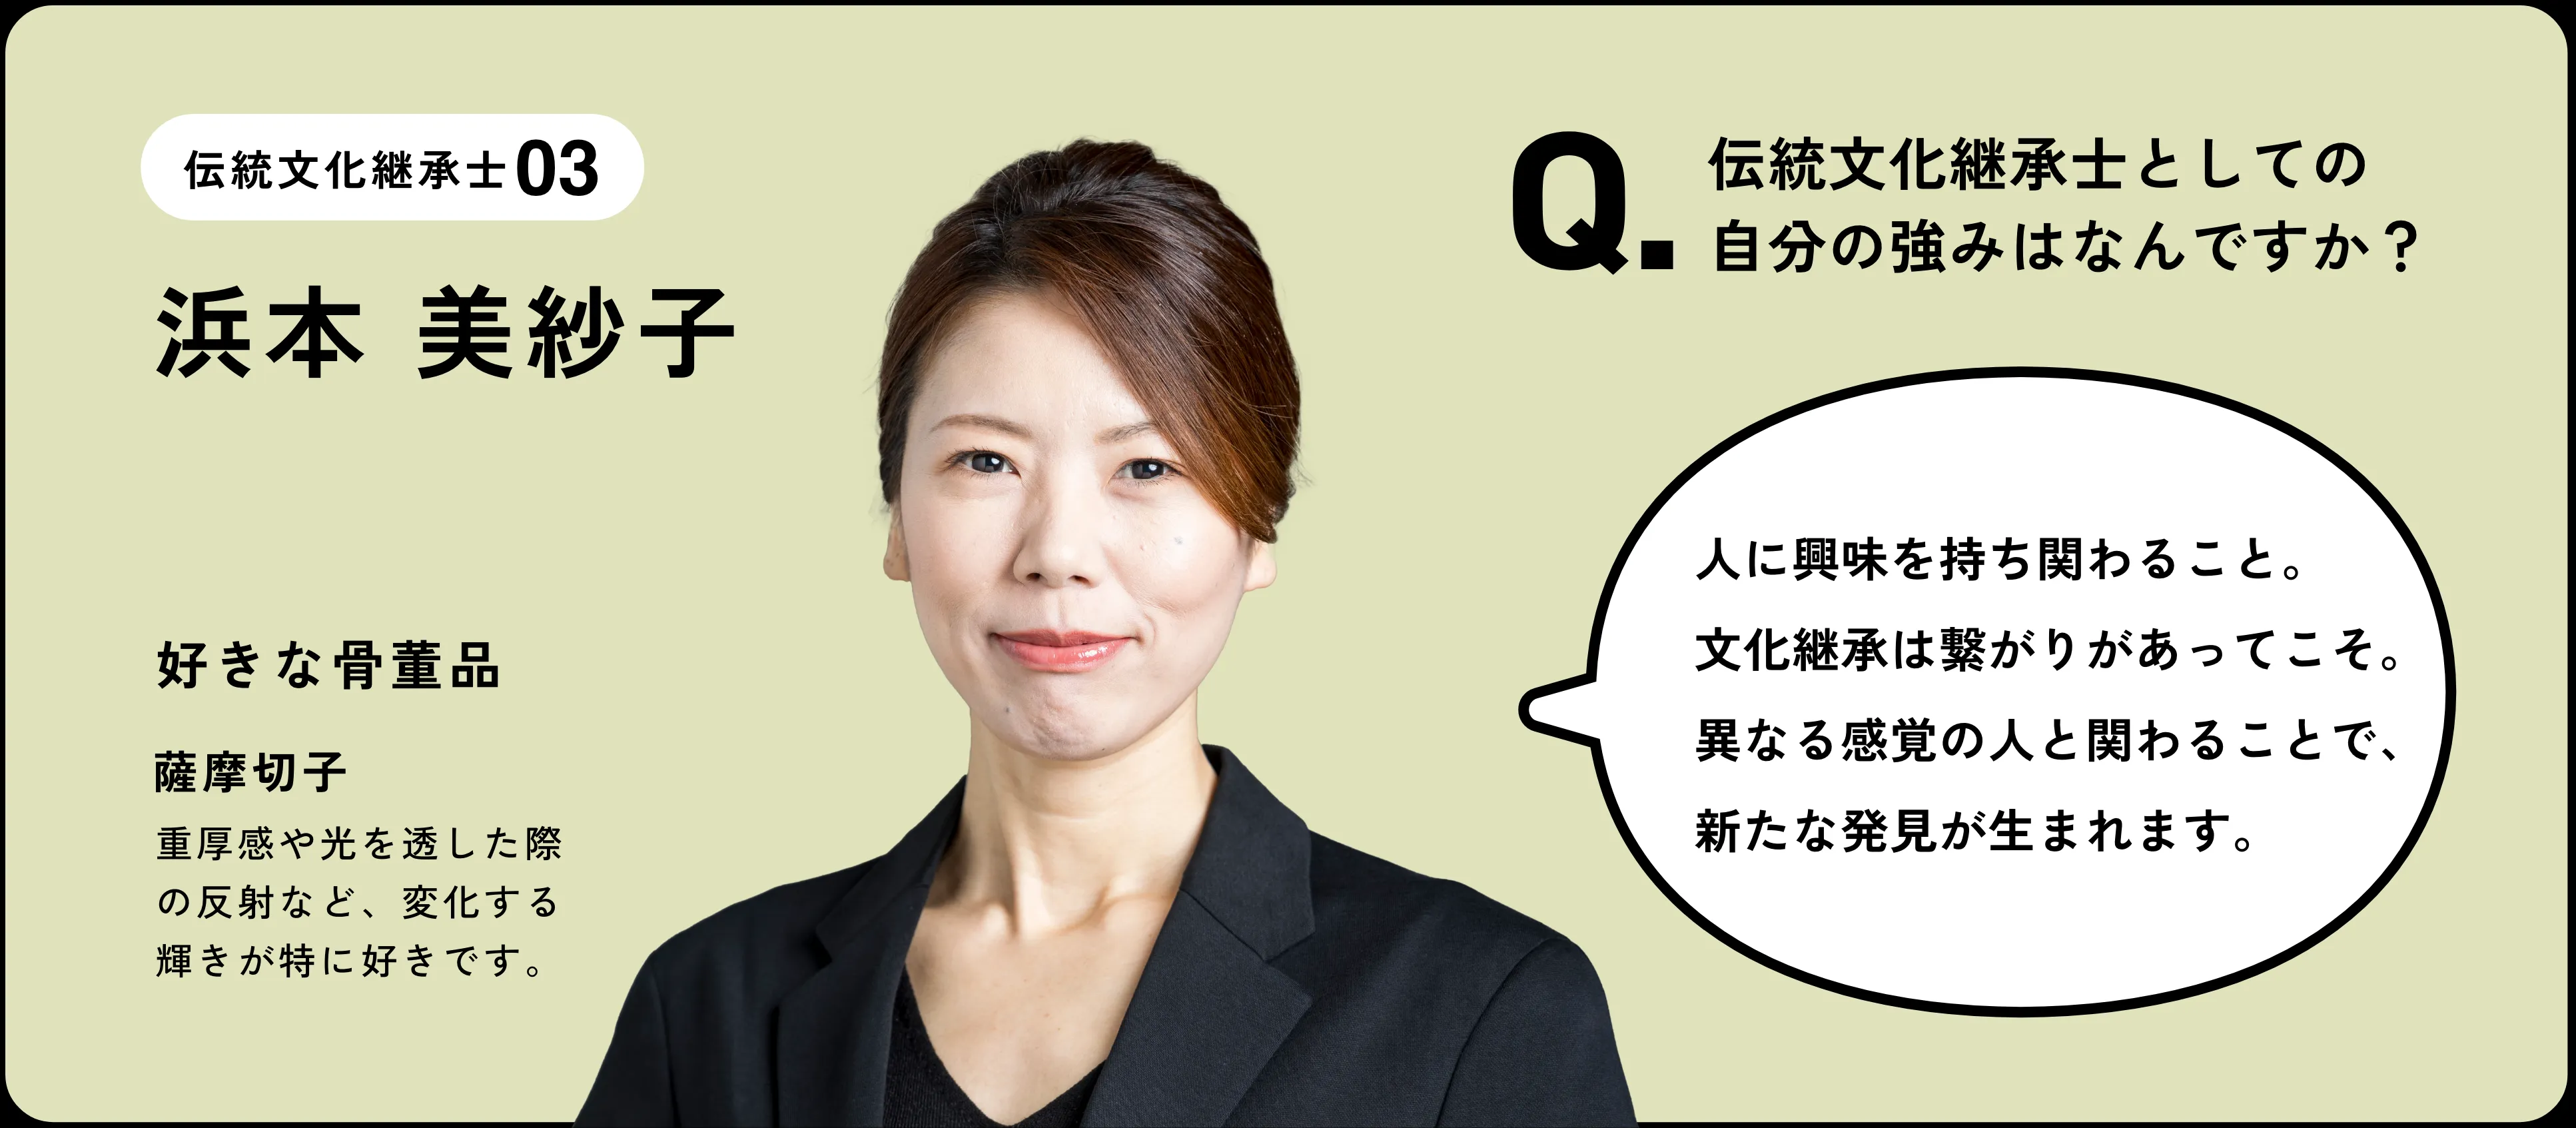 伝統文化継承士03
浜本 美紗子
好きな骨董品
薩摩切子
重厚感や光を透した際
の反射など、変化する
輝きが特に好きです。
Q. 伝統文化継承士としての
自分の強みはなんですか？
人に興味を持ち関わること。
文化継承は繋がりがあってこそ。
異なる感覚の人と関わることで、
新たな発見が生まれます。